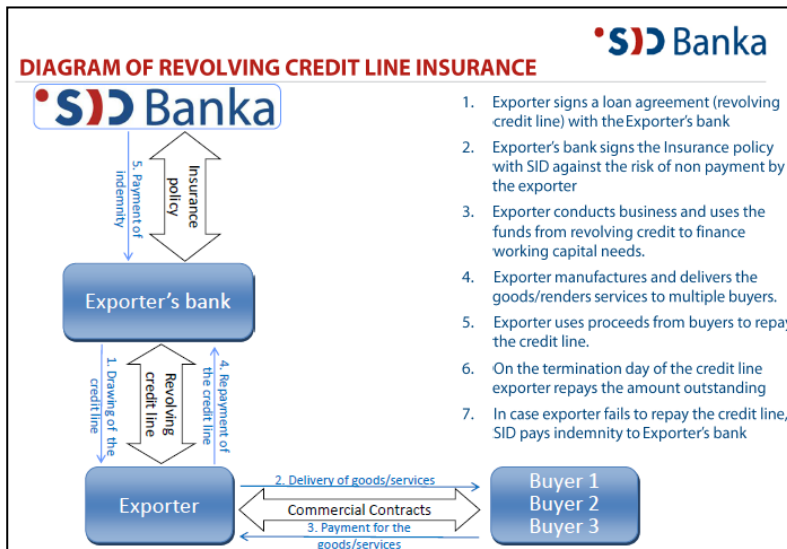 SID Banka
DIAGRAM OF REVOLVING CREDIT LINE INSURANCE
SID Banka
5. Payment of
indemnity
Insurance
policy
Exporter's bank
1. Drawing of the
credit line
Revolving
credit line
4. Repayment of
the credit line
Exporter
2. Delivery of goods/services
Commercial Contracts
3. Payment for the
goods/services
Buyer 1
Buyer 2
Buyer 3
1. Exporter signs a loan agreement (revolving
credit line) with the Exporter's bank
2. Exporter's bank signs the Insurance policy
with SID against the risk of non payment by
the exporter
3. Exporter conducts business and uses the
funds from revolving credit to finance
working capital needs.
4. Exporter manufactures and delivers the
goods/renders services to multiple buyers.
5. Exporter uses proceeds from buyers to repay
the credit line.
6. On the termination day of the credit line
exporter repays the amount outstanding
7. In case exporter fails to repay the credit line,
SID pays indemnity to Exporter's bank